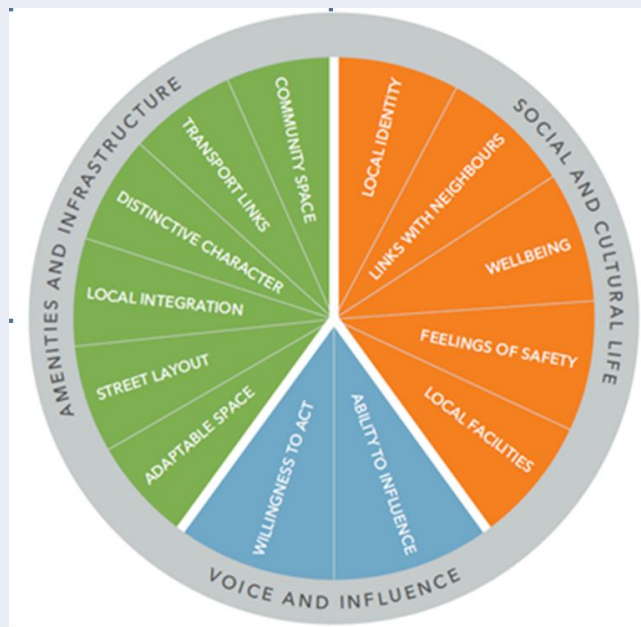 AMENITIES AND INFRASTRUCTURE
COMMUNITY SPACE
TRANSPORT LINKS
DISTINCTIVE CHARACTER
LOCAL INTEGRATION
STREET LAYOUT
ADAPTABLE SPACE
SOCIAL AND CULTURAL LIFE
LOCAL IDENTITY
LINKS WITH NEIGHBOURS
WELLBEING
FEELINGS OF SAFETY
LOCAL FACILITIES
VOICE AND INFLUENCE
WILLINGNESS TO ACT
ABILITY TO INFLUENCE